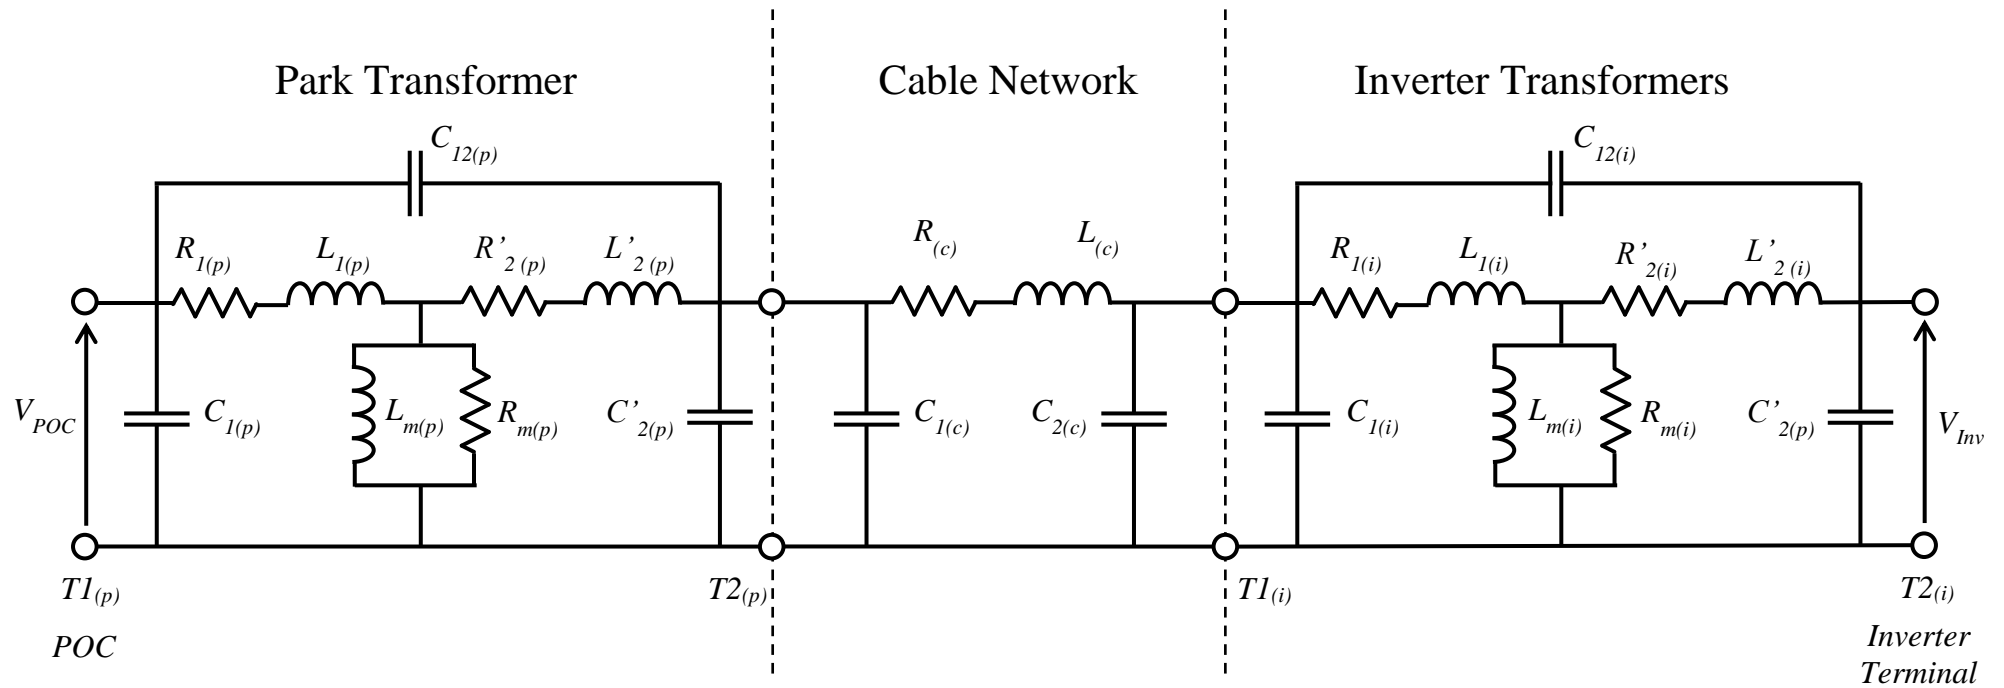 Park Transformer
Cable Network
Inverter Transformers
C12(p)
C12(i)
R1(p)
L1(p)
R’2 (p)
L’2 (p)
R(c)
L(c)
R1(i)
L1(i)
R’2(i)
L’2 (i)
VPOC
C1(p)
Lm(p)
Rm(p)
C’2(p)
C1(c)
C2(c)
C1(i)
Lm(i)
Rm(i)
C’2(p)
VInv
T1(p)
T2(p)
T1(i)
T2(i)
POC
Inverter
Terminal